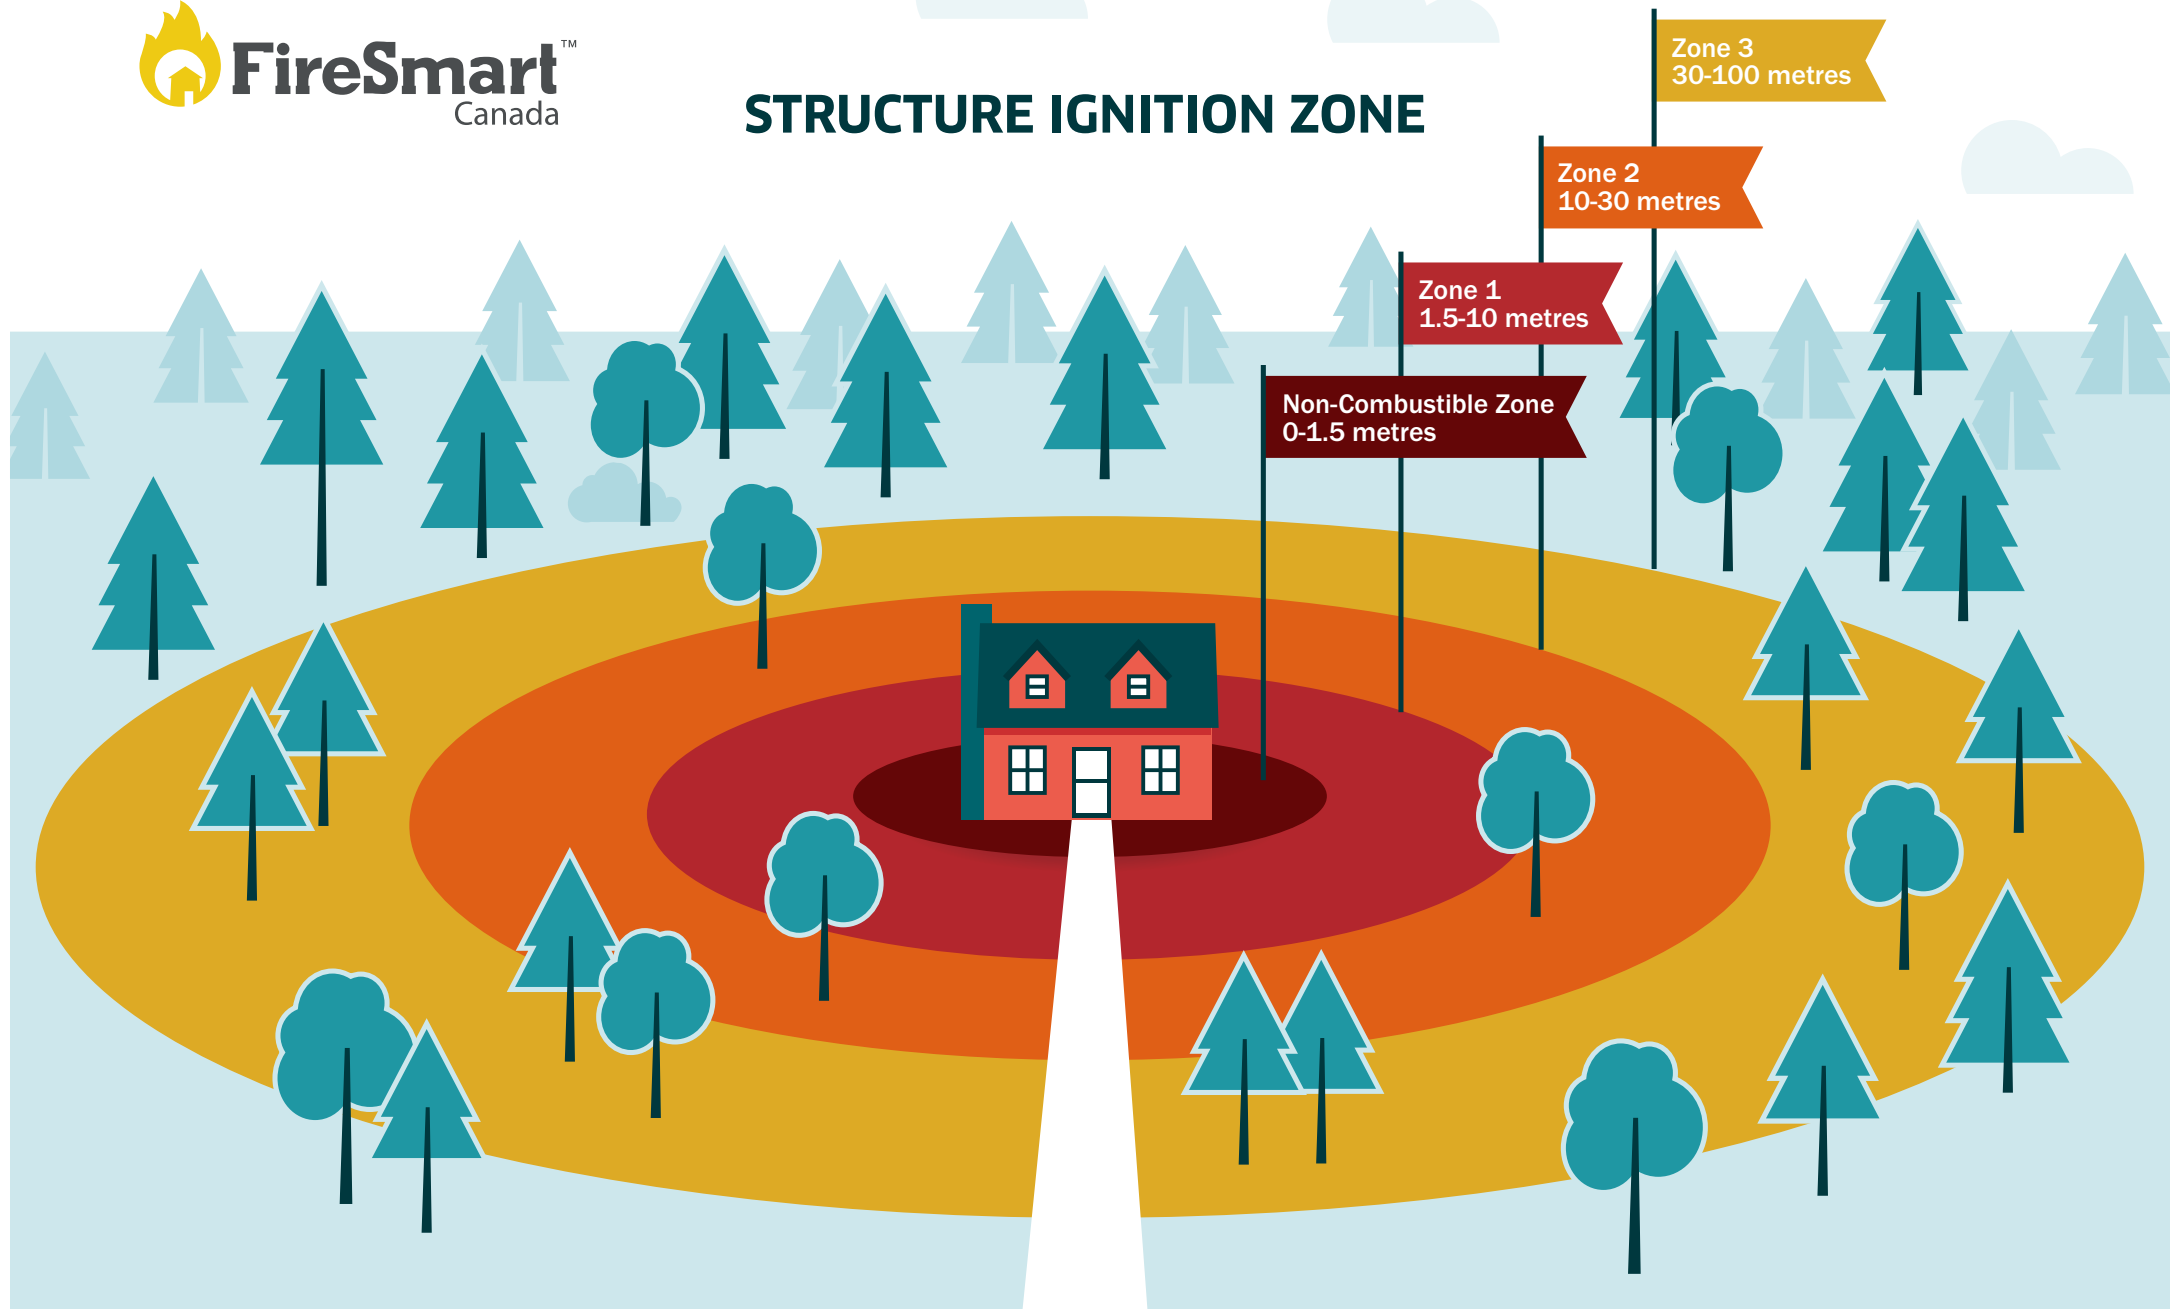 FireSmart™
Canada
STRUCTURE IGNITION ZONE
Zone 3
30-100 metres
Zone 2
10-30 metres
Zone 1
1.5-10 metres
Non-Combustible Zone
0-1.5 metres